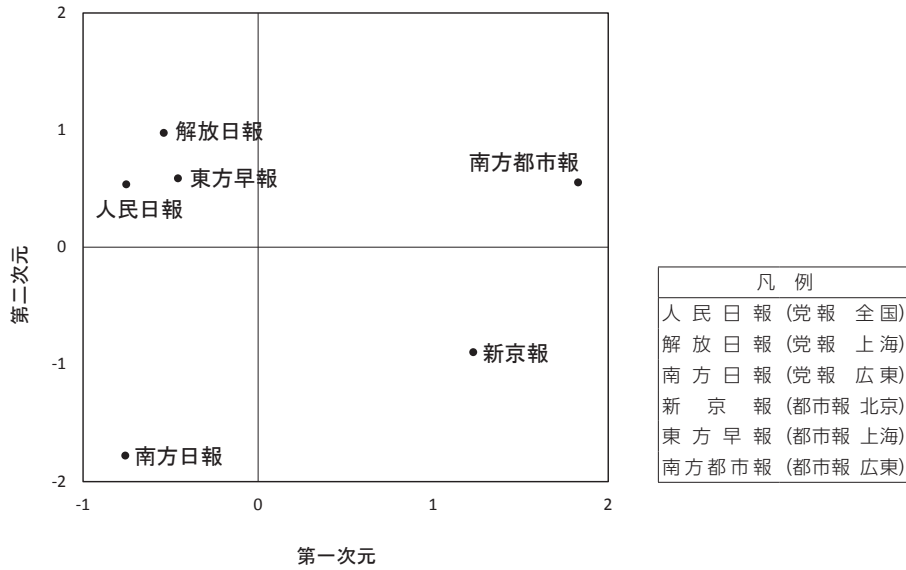 2
1
0
-1
-2
-1
0
1
2
第二次元
第一次元
解放日報
東方早報
人民日報
南方都市報
新京報
南方日報
凡 例
人民日報 (党報 全国)
解放日報 (党報 上海)
南方日報 (党報 広東)
新京報 (都市報 北京)
東方早報 (都市報 上海)
南方都市報 (都市報 広東)